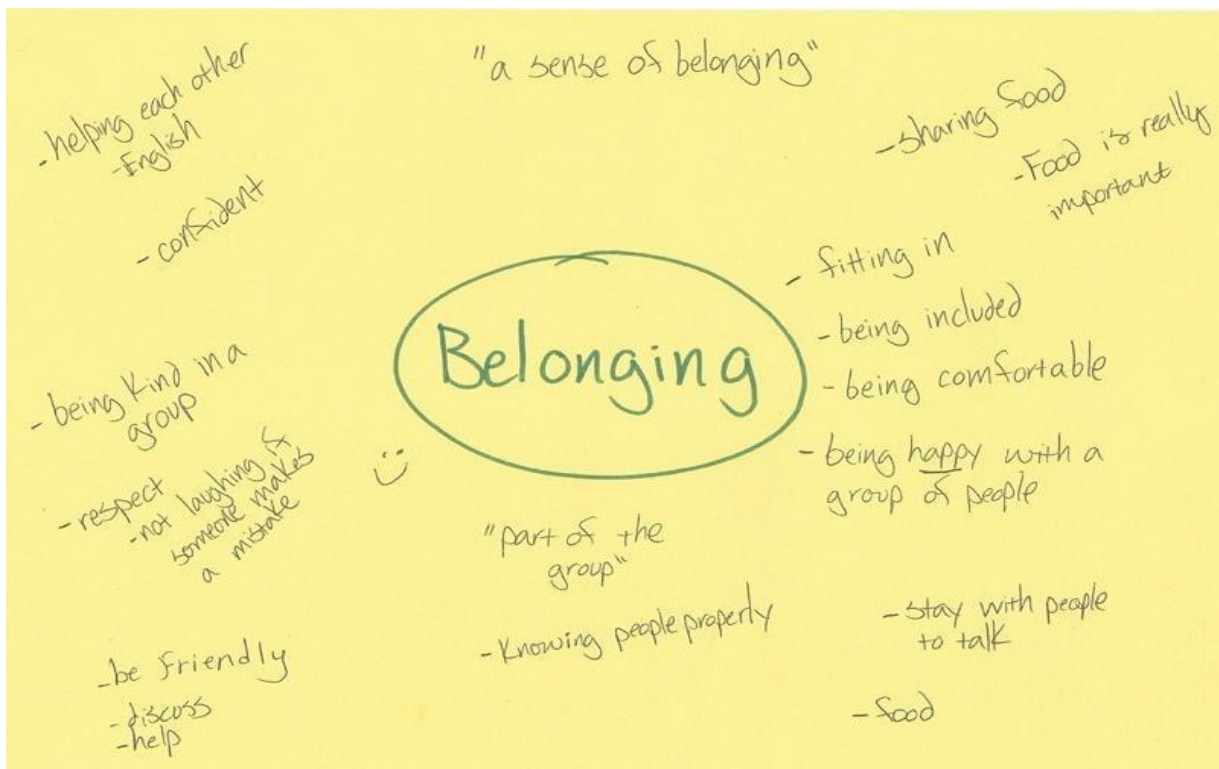 "a sense of belonging"
- helping each other
- English
- confident
- being kind in a
group
- respect
- not laughing if
someone makes
a mistake
- be friendly
- discuss
- help
Belonging
"part of the
group"
- Knowing people properly
- sharing food
- Food is really
important
- fitting in
- being included
- being comfortable
- being happy with a
group of people
- stay with people
to talk
- food